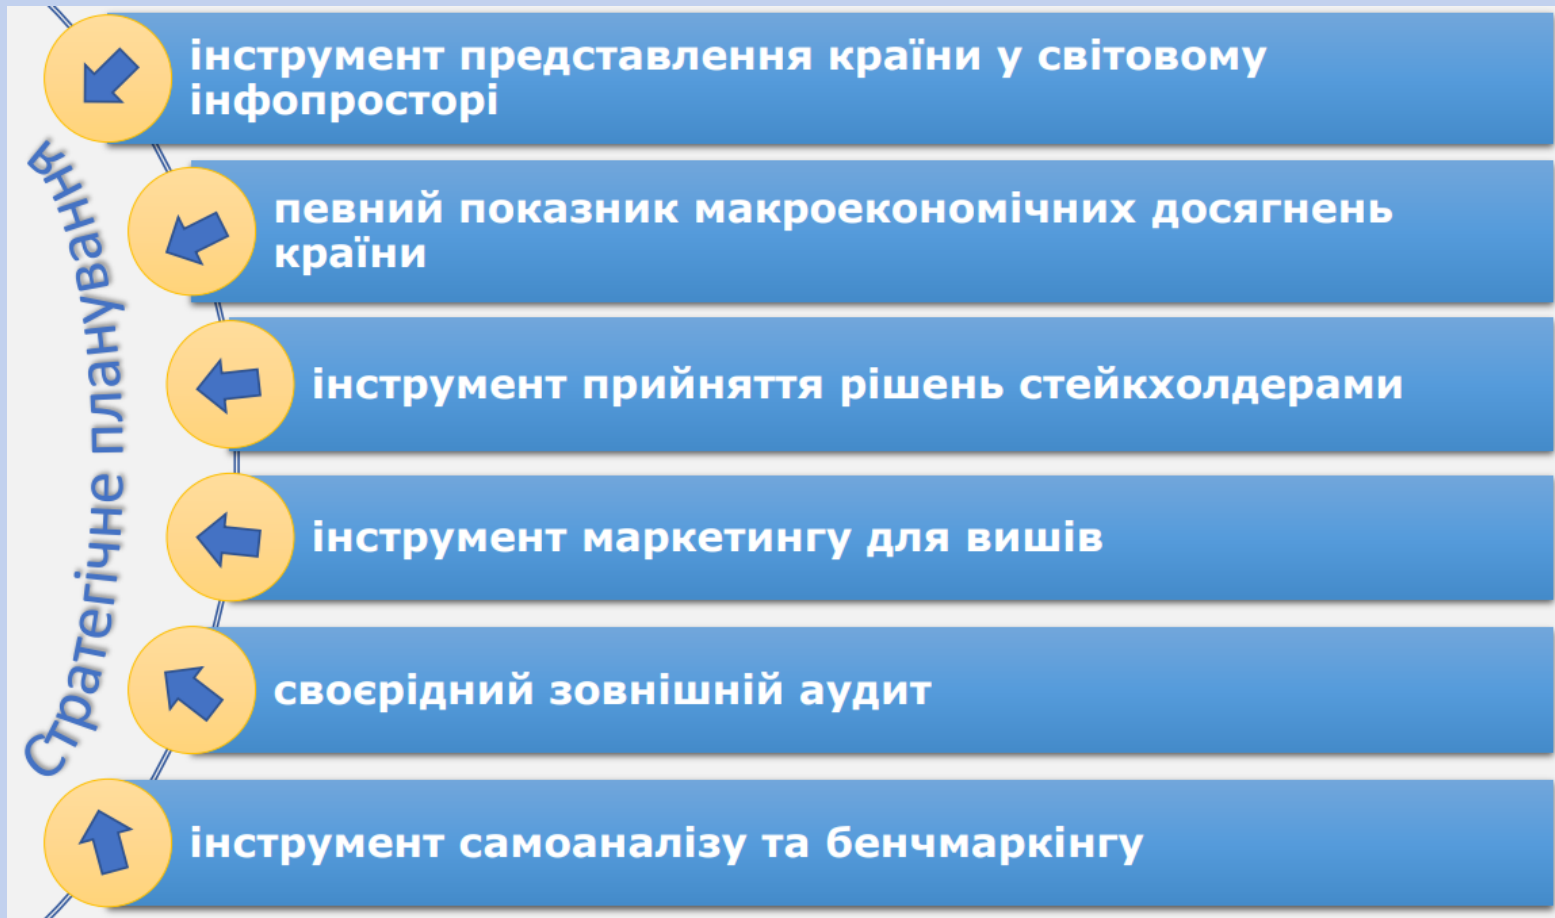 інструмент представлення країни у світовому
інфопросторі
певний показник макроекономічних досягнень
країни
інструмент прийняття рішень стейкхолдерами
інструмент маркетингу для вишів
своєрідний зовнішній аудит
інструмент самоаналізу та бенчмаркінгу
Стратегічне планування